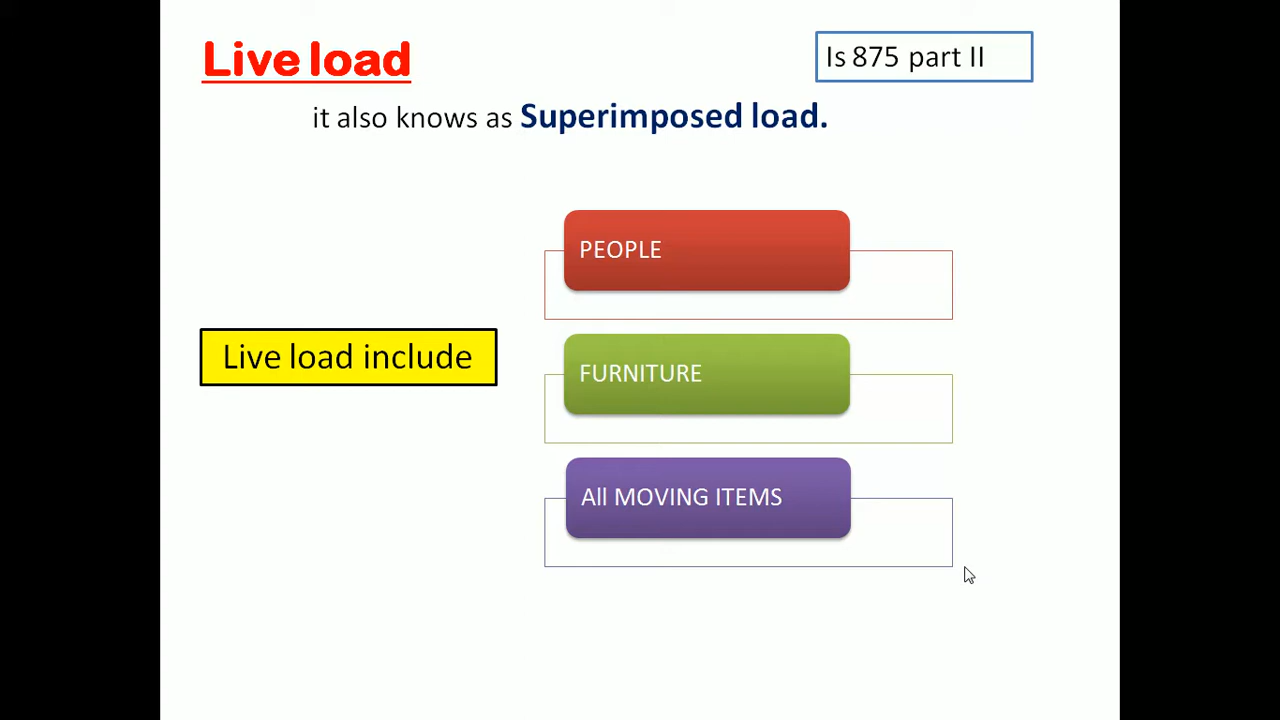 Live load
Is 875 part II
it also knows as Superimposed load.
PEOPLE
Live load include
FURNITURE
All MOVING ITEMS